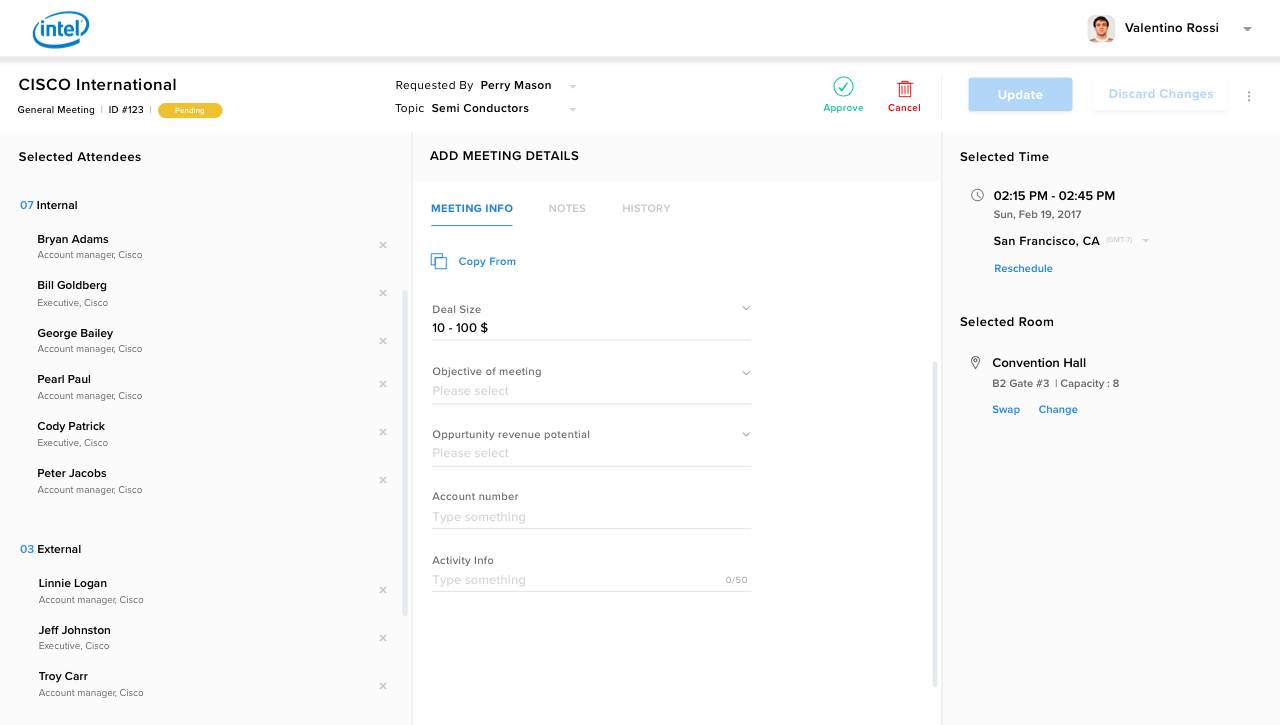 intel
Valentino Rossi
CISCO International
General Meeting | ID #123 | Pending
Requested By Perry Mason
Topic Semi Conductors
Approve
Cancel
Update
Discard Changes
Selected Attendees
07 Internal
Bryan Adams
Account manager, Cisco
Bill Goldberg
Executive, Cisco
George Bailey
Account manager, Cisco
Pearl Paul
Account manager, Cisco
Cody Patrick
Executive, Cisco
Peter Jacobs
Account manager, Cisco
03 External
Linnie Logan
Account manager, Cisco
Jeff Johnston
Executive, Cisco
Troy Carr
Account manager, Cisco
ADD MEETING DETAILS
MEETING INFO NOTES HISTORY
Copy From
Deal Size
10 - 100 $
Objective of meeting
Please select
Oppurtunity revenue potential
Please select
Account number
Type something
Activity Info
Type something 0/50
Selected Time
02:15 PM - 02:45 PM
Sun, Feb 19, 2017
San Francisco, CA (GMT-7)
Reschedule
Selected Room
Convention Hall
B2 Gate #3 | Capacity : 8
Swap Change